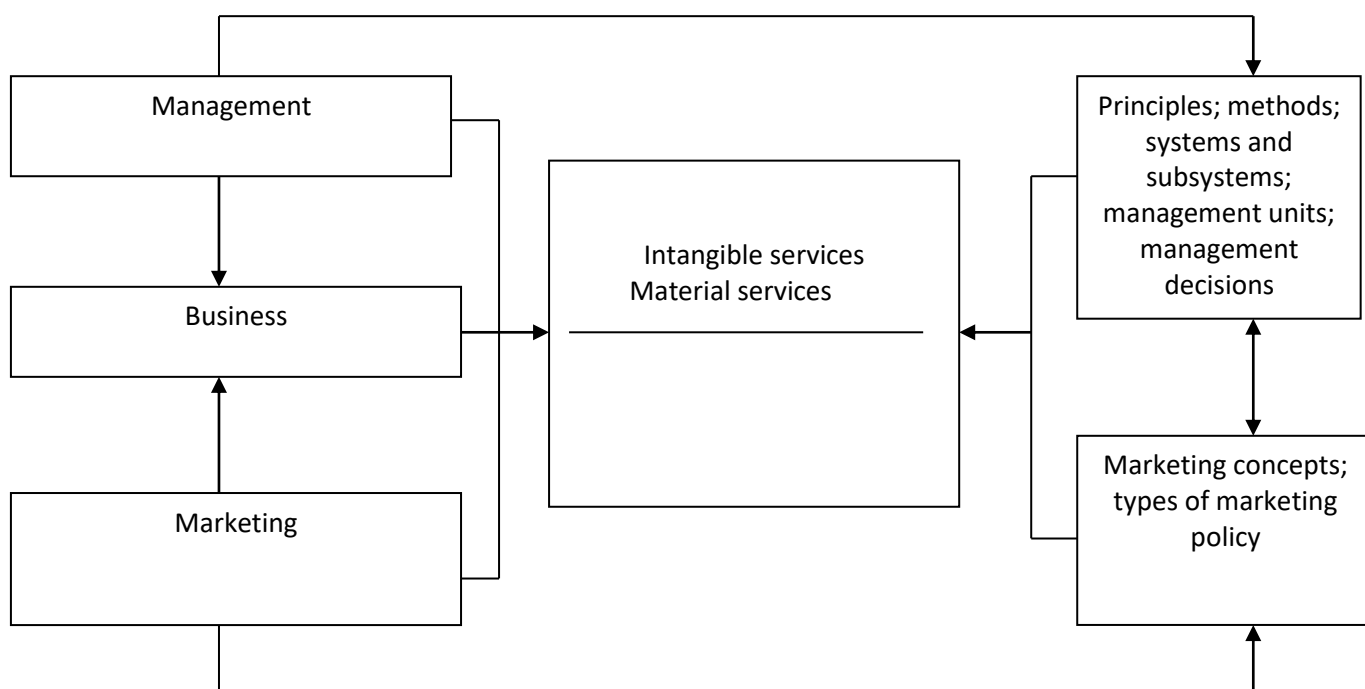 Management
Principles; methods;
systems and
subsystems;
management units;
management
decisions
Intangible services
Material services
Business
Marketing concepts;
types of marketing
policy
Marketing